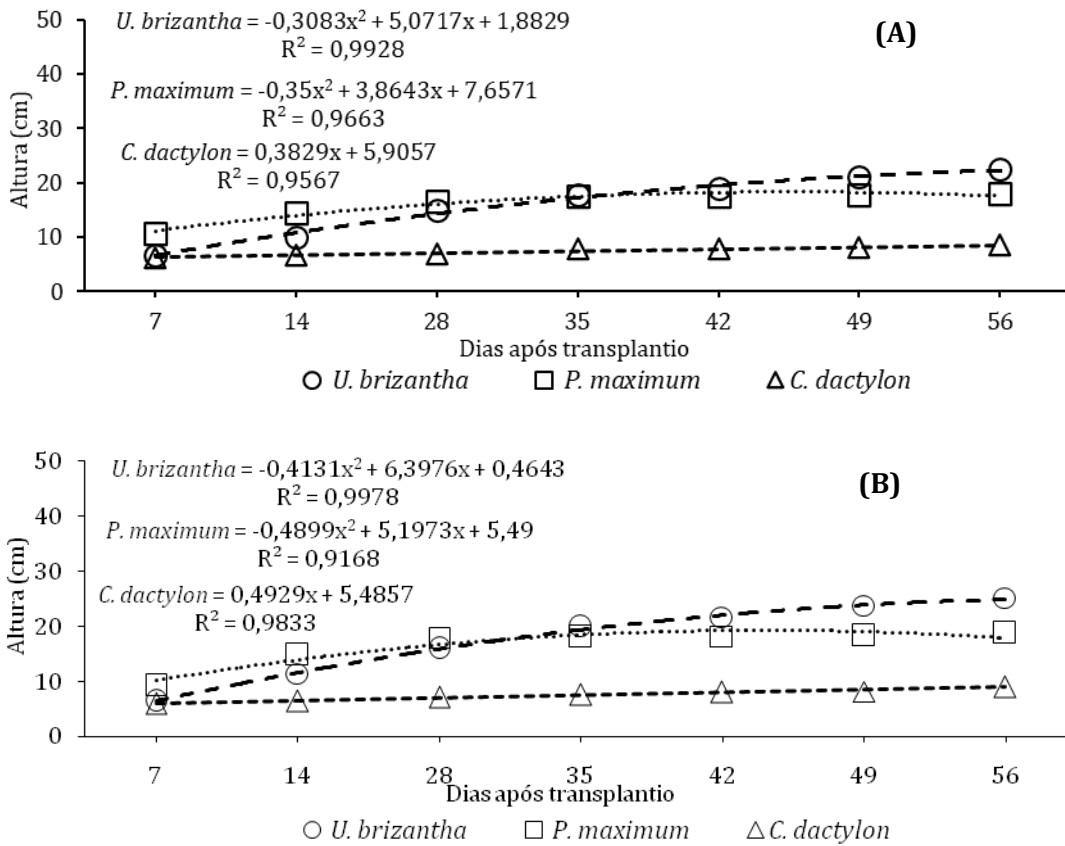 50
40
30
20
10
0
Altura (cm)
U. brizantha = -0,3083x² + 5,0717x + 1,8829
R² = 0,9928
(A)
P. maximum = -0,35x² + 3,8643x + 7,6571
R² = 0,9663
C. dactylon = 0,3829x + 5,9057
R² = 0,9567
7 14 28 35 42 49 56
Dias após transplantio
U. brizantha P. maximum C. dactylon
50
40
30
20
10
0
Altura (cm)
U. brizantha = -0,4131x² + 6,3976x + 0,4643
R² = 0,9978
(B)
P. maximum = -0,4899x² + 5,1973x + 5,49
R² = 0,9168
C. dactylon = 0,4929x + 5,4857
R² = 0,9833
7 14 28 35 42 49 56
Dias após transplantio
U. brizantha P. maximum C. dactylon